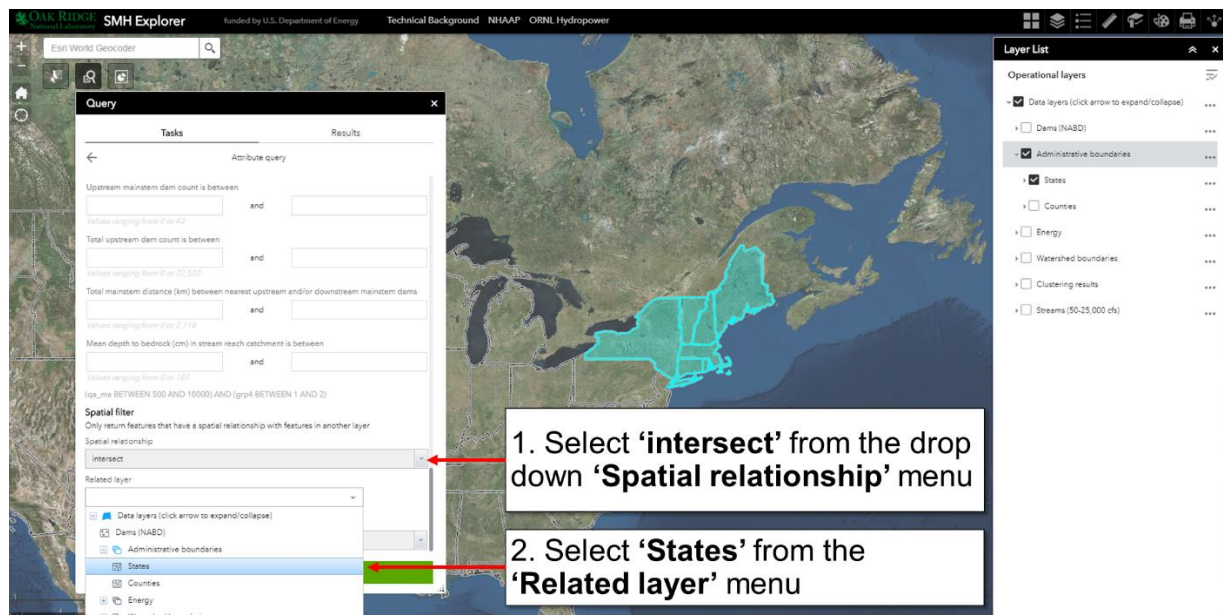 OAK RIDGE
National Laboratory
SMH Explorer
funded by U.S. Department of Energy
Technical Background NHAAP ORNL Hydropower
Esri World Geocoder
Query
Tasks Results
Attribute query
Upstream mainstem dam count is between
and
Values ranging from 0 to 43
Total upstream dam count is between
and
Values ranging from 0 to 22,527
Total mainstem distance (km) between nearest upstream and/or downstream mainstem dams
and
Values ranging from 0 to 2,114
Mean depth to bedrock (cm) in stream reach catchment is between
and
Values ranging from 0 to 187
(qa_ma BETWEEN 500 AND 10000) AND (grp4 BETWEEN 1 AND 2)
Spatial filter
Only return features that have a spatial relationship with features in another layer
Spatial relationship
intersect
Related layer
Data layers (click arrow to expand/collapse)
Dams (NABD)
Administrative boundaries
States
Counties
Energy
1. Select ‘intersect’ from the drop
down ‘Spatial relationship’ menu
2. Select ‘States’ from the
‘Related layer’ menu
Layer List
Operational layers
Data layers (click arrow to expand/collapse)
Dams (NABD)
Administrative boundaries
States
Counties
Energy
Watershed boundaries
Clustering results
Streams (50-25,000 cfs)